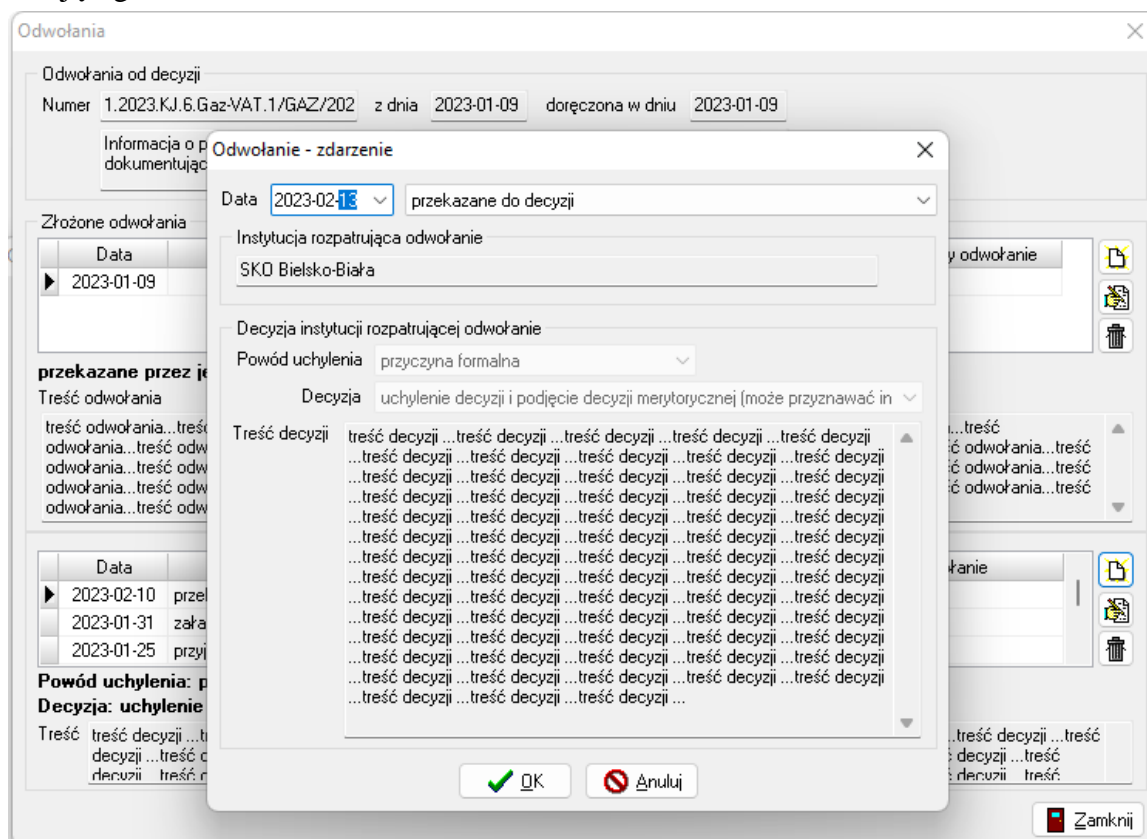 Odwołania
Odwołania od decyzji
Numer 1.2023.KJ.6.Gaz-VAT.1/GAZ/202 z dnia 2023-01-09 doręczona w dniu 2023-01-09
Informacja o p
dokumentując
Złożone odwołania
Data y odwołanie
2023-01-09
przekazane przez je
Treść odwołania
treść odwołania...treść ...treść
odwołania...treść odw ść odwołania...treść
odwołania...treść odw ść odwołania...treść
odwołania...treść odw ść odwołania...treść
odwołania...treść odw
Data łanie
2023-02-10 przel
2023-01-31 zała
2023-01-25 przyj
Powód uchylenia: p
Decyzja: uchylenie
Treść treść decyzji ...t ...treść decyzji ...treść
decyzji ...treść decyzji ...treść
decyzji ...treść decyzji ...treść
Zamknij
Odwołanie - zdarzenie
Data 2023-02-13 przekazane do decyzji
Instytucja rozpatrująca odwołanie
SKO Bielsko-Biała
Decyzja instytucji rozpatrującej odwołanie
Powód uchylenia przyczyna formalna
Decyzja uchylenie decyzji i podjęcie decyzji merytorycznej (może przyznawać in
Treść decyzji treść decyzji ...treść decyzji ...treść decyzji ...treść decyzji ...treść decyzji
...treść decyzji ...treść decyzji ...treść decyzji ...treść decyzji ...treść decyzji
...treść decyzji ...treść decyzji ...treść decyzji ...treść decyzji ...treść decyzji
...treść decyzji ...treść decyzji ...treść decyzji ...treść decyzji ...treść decyzji
...treść decyzji ...treść decyzji ...treść decyzji ...treść decyzji ...treść decyzji
...treść decyzji ...treść decyzji ...treść decyzji ...treść decyzji ...treść decyzji
...treść decyzji ...treść decyzji ...treść decyzji ...treść decyzji ...treść decyzji
...treść decyzji ...treść decyzji ...treść decyzji ...treść decyzji ...treść decyzji
...treść decyzji ...treść decyzji ...treść decyzji ...treść decyzji ...treść decyzji
...treść decyzji ...treść decyzji ...treść decyzji ...treść decyzji ...treść decyzji
...treść decyzji ...treść decyzji ...treść decyzji ...treść decyzji ...treść decyzji
...treść decyzji ...treść decyzji ...treść decyzji ...treść decyzji ...treść decyzji
...treść decyzji ...treść decyzji ...treść decyzji ...treść decyzji ...treść decyzji
...treść decyzji ...treść decyzji ...treść decyzji ...
OK Anuluj